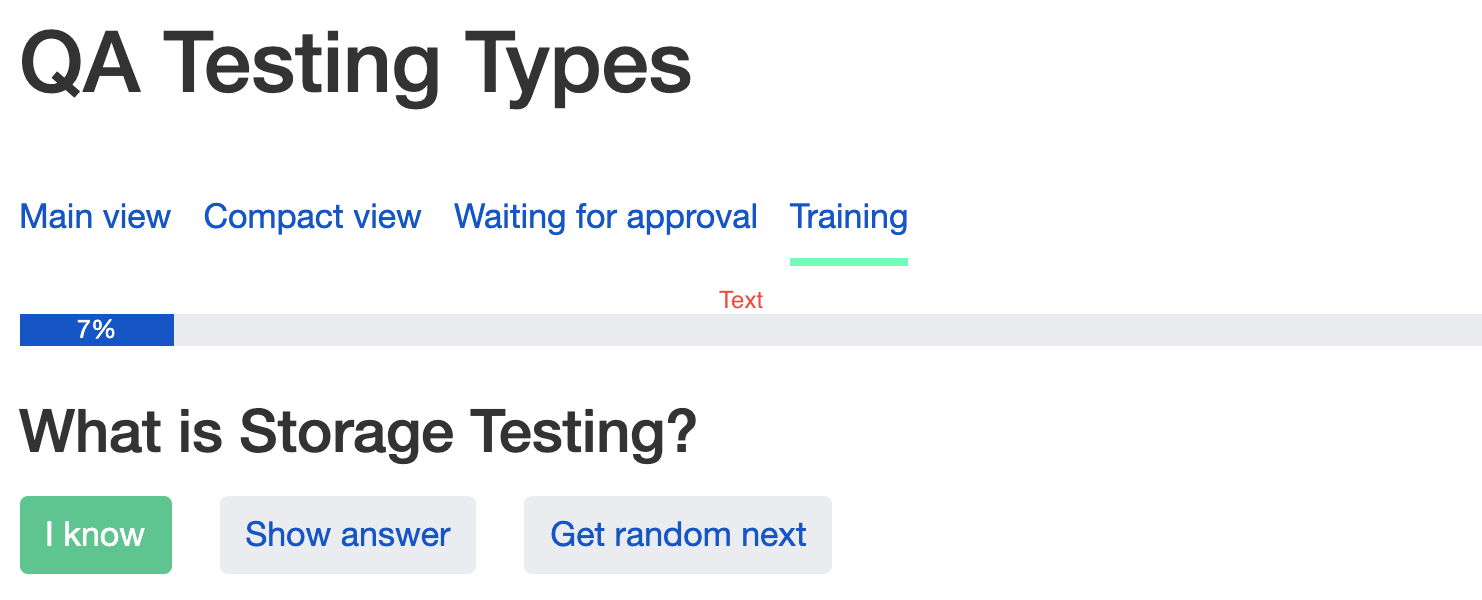 QA Testing Types
Main view Compact view Waiting for approval Training
Text
7%
What is Storage Testing?
I know Show answer Get random next